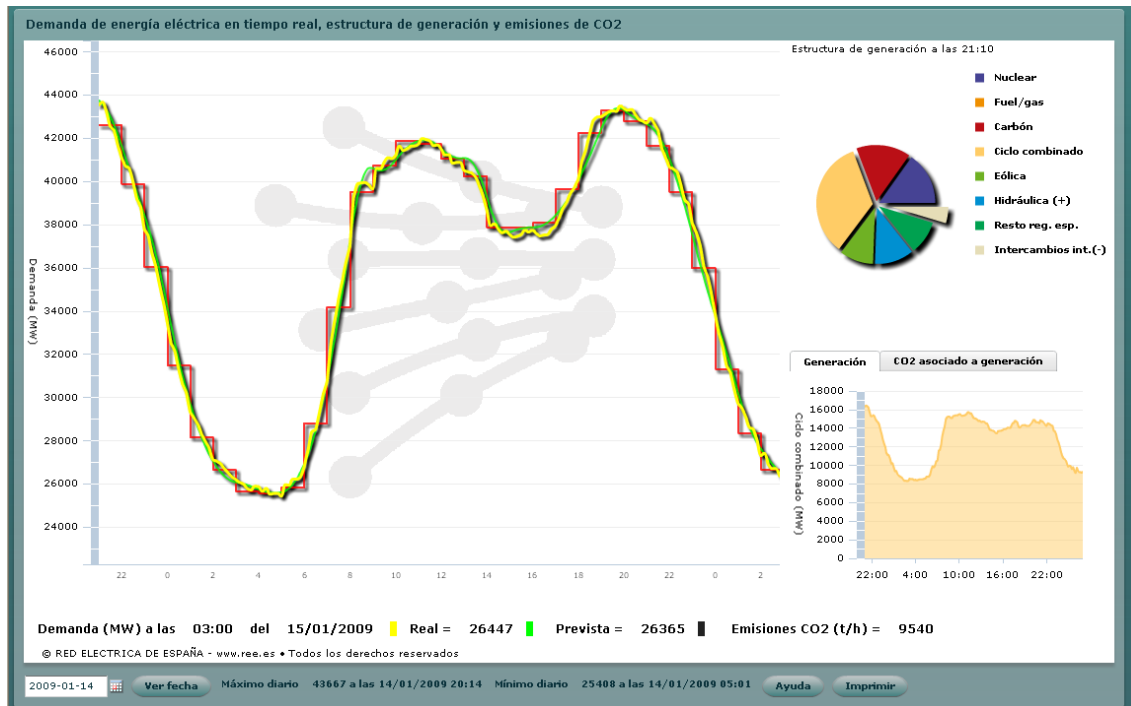 Demanda de energía eléctrica en tiempo real, estructura de generación y emisiones de CO2
46000
44000
42000
40000
38000
36000
34000
32000
30000
28000
26000
24000
Demanda (MW)
22 0 2 4 6 8 10 12 14 16 18 20 22 0 2
Estructura de generación a las 21:10
Nuclear
Fuel/gas
Carbón
Ciclo combinado
Eólica
Hidráulica (+)
Resto reg. esp.
Intercambios int.(-)
Generación
CO2 asociado a generación
18000
16000
14000
12000
10000
8000
6000
4000
2000
0
Ciclo combinado (MW)
22:00 4:00 10:00 16:00 22:00
Demanda (MW) a las 03:00 del 15/01/2009 Real = 26447 Prevista = 26365 Emisiones CO2 (t/h) = 9540
© RED ELECTRICA DE ESPAÑA - www.ree.es • Todos los derechos reservados
2009-01-14 Ver fecha Máximo diario 43667 a las 14/01/2009 20:14 Mínimo diario 25408 a las 14/01/2009 05:01 Ayuda Imprimir